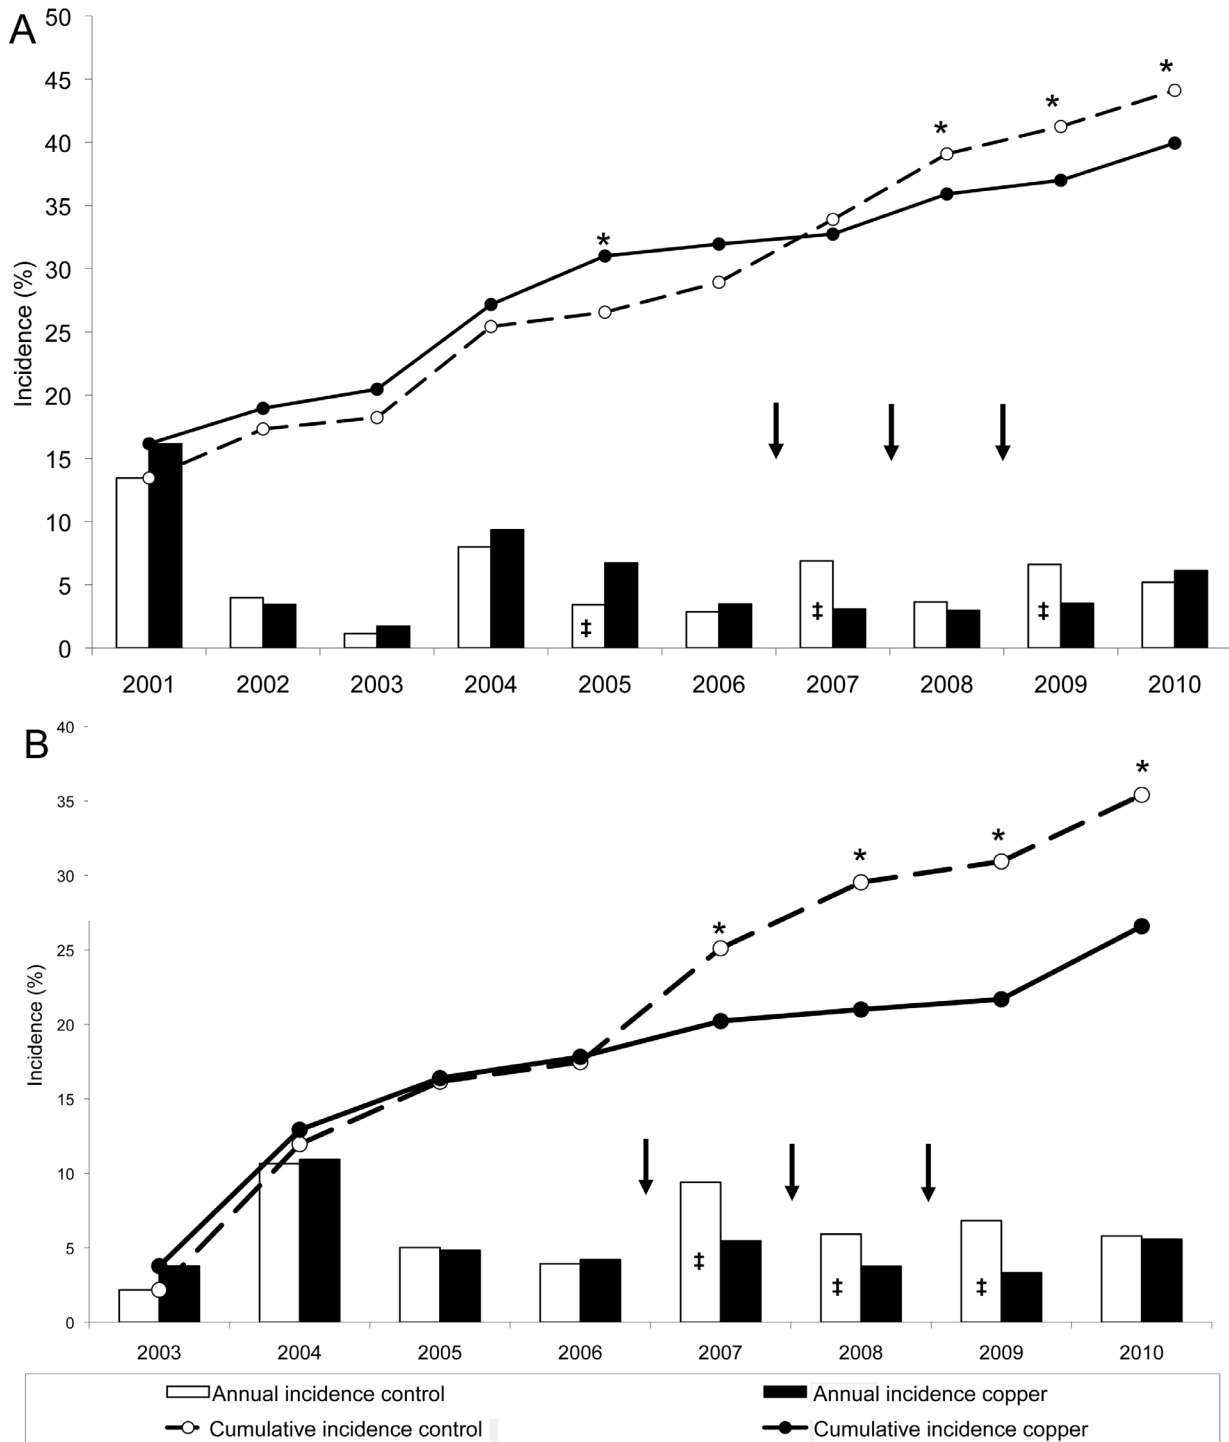 A
50
45
40
35
30
25
20
15
10
5
0
Incidence (%)
* * * *
‡ ‡ ‡
2001 2002 2003 2004 2005 2006 2007 2008 2009 2010
B
40
35
30
25
20
15
10
5
0
Incidence (%)
* * * *
‡ ‡ ‡
2003 2004 2005 2006 2007 2008 2009 2010
Annual incidence control Annual incidence copper
Cumulative incidence control Cumulative incidence copper